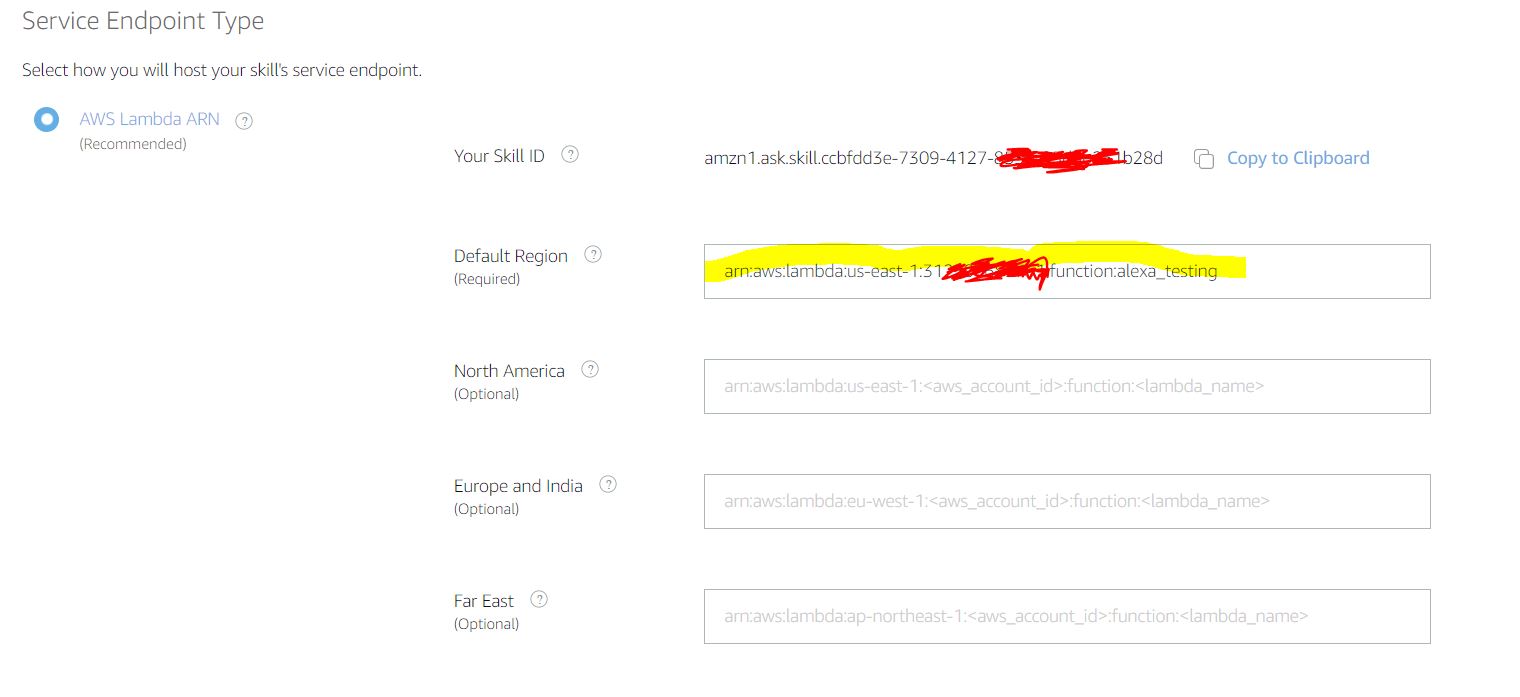 Service Endpoint Type
Select how you will host your skill's service endpoint.
AWS Lambda ARN ?
(Recommended)
Your Skill ID ? amzn1.ask.skill.ccbfdd3e-7309-4127- b28d Copy to Clipboard
Default Region ?
(Required)
arn:aws:lambda:us-east-1:31 function:alexa_testing
North America ?
(Optional)
arn:aws:lambda:us-east-1:<aws_account_id>:function:<lambda_name>
Europe and India ?
(Optional)
arn:aws:lambda:eu-west-1:<aws_account_id>:function:<lambda_name>
Far East ?
(Optional)
arn:aws:lambda:ap-northeast-1:<aws_account_id>:function:<lambda_name>